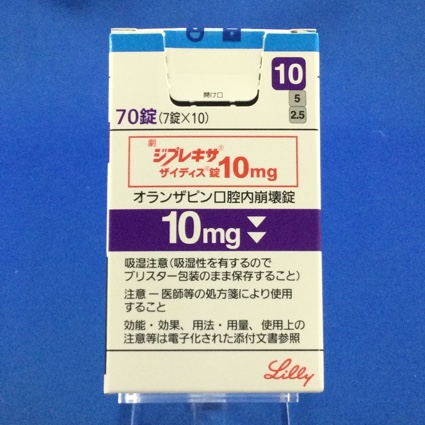 開け口
10
5
2.5
70錠(7錠×10)
劇
ジプレキサ®
ザイディス®錠10mg
オランザピン口腔内崩壊錠
10mg
吸湿注意(吸湿性を有するので
ブリスター包装のまま保存すること)
注意－医師等の処方箋により使用
すること
効能・効果、用法・用量、使用上の
注意等は電子化された添付文書参照
Lilly